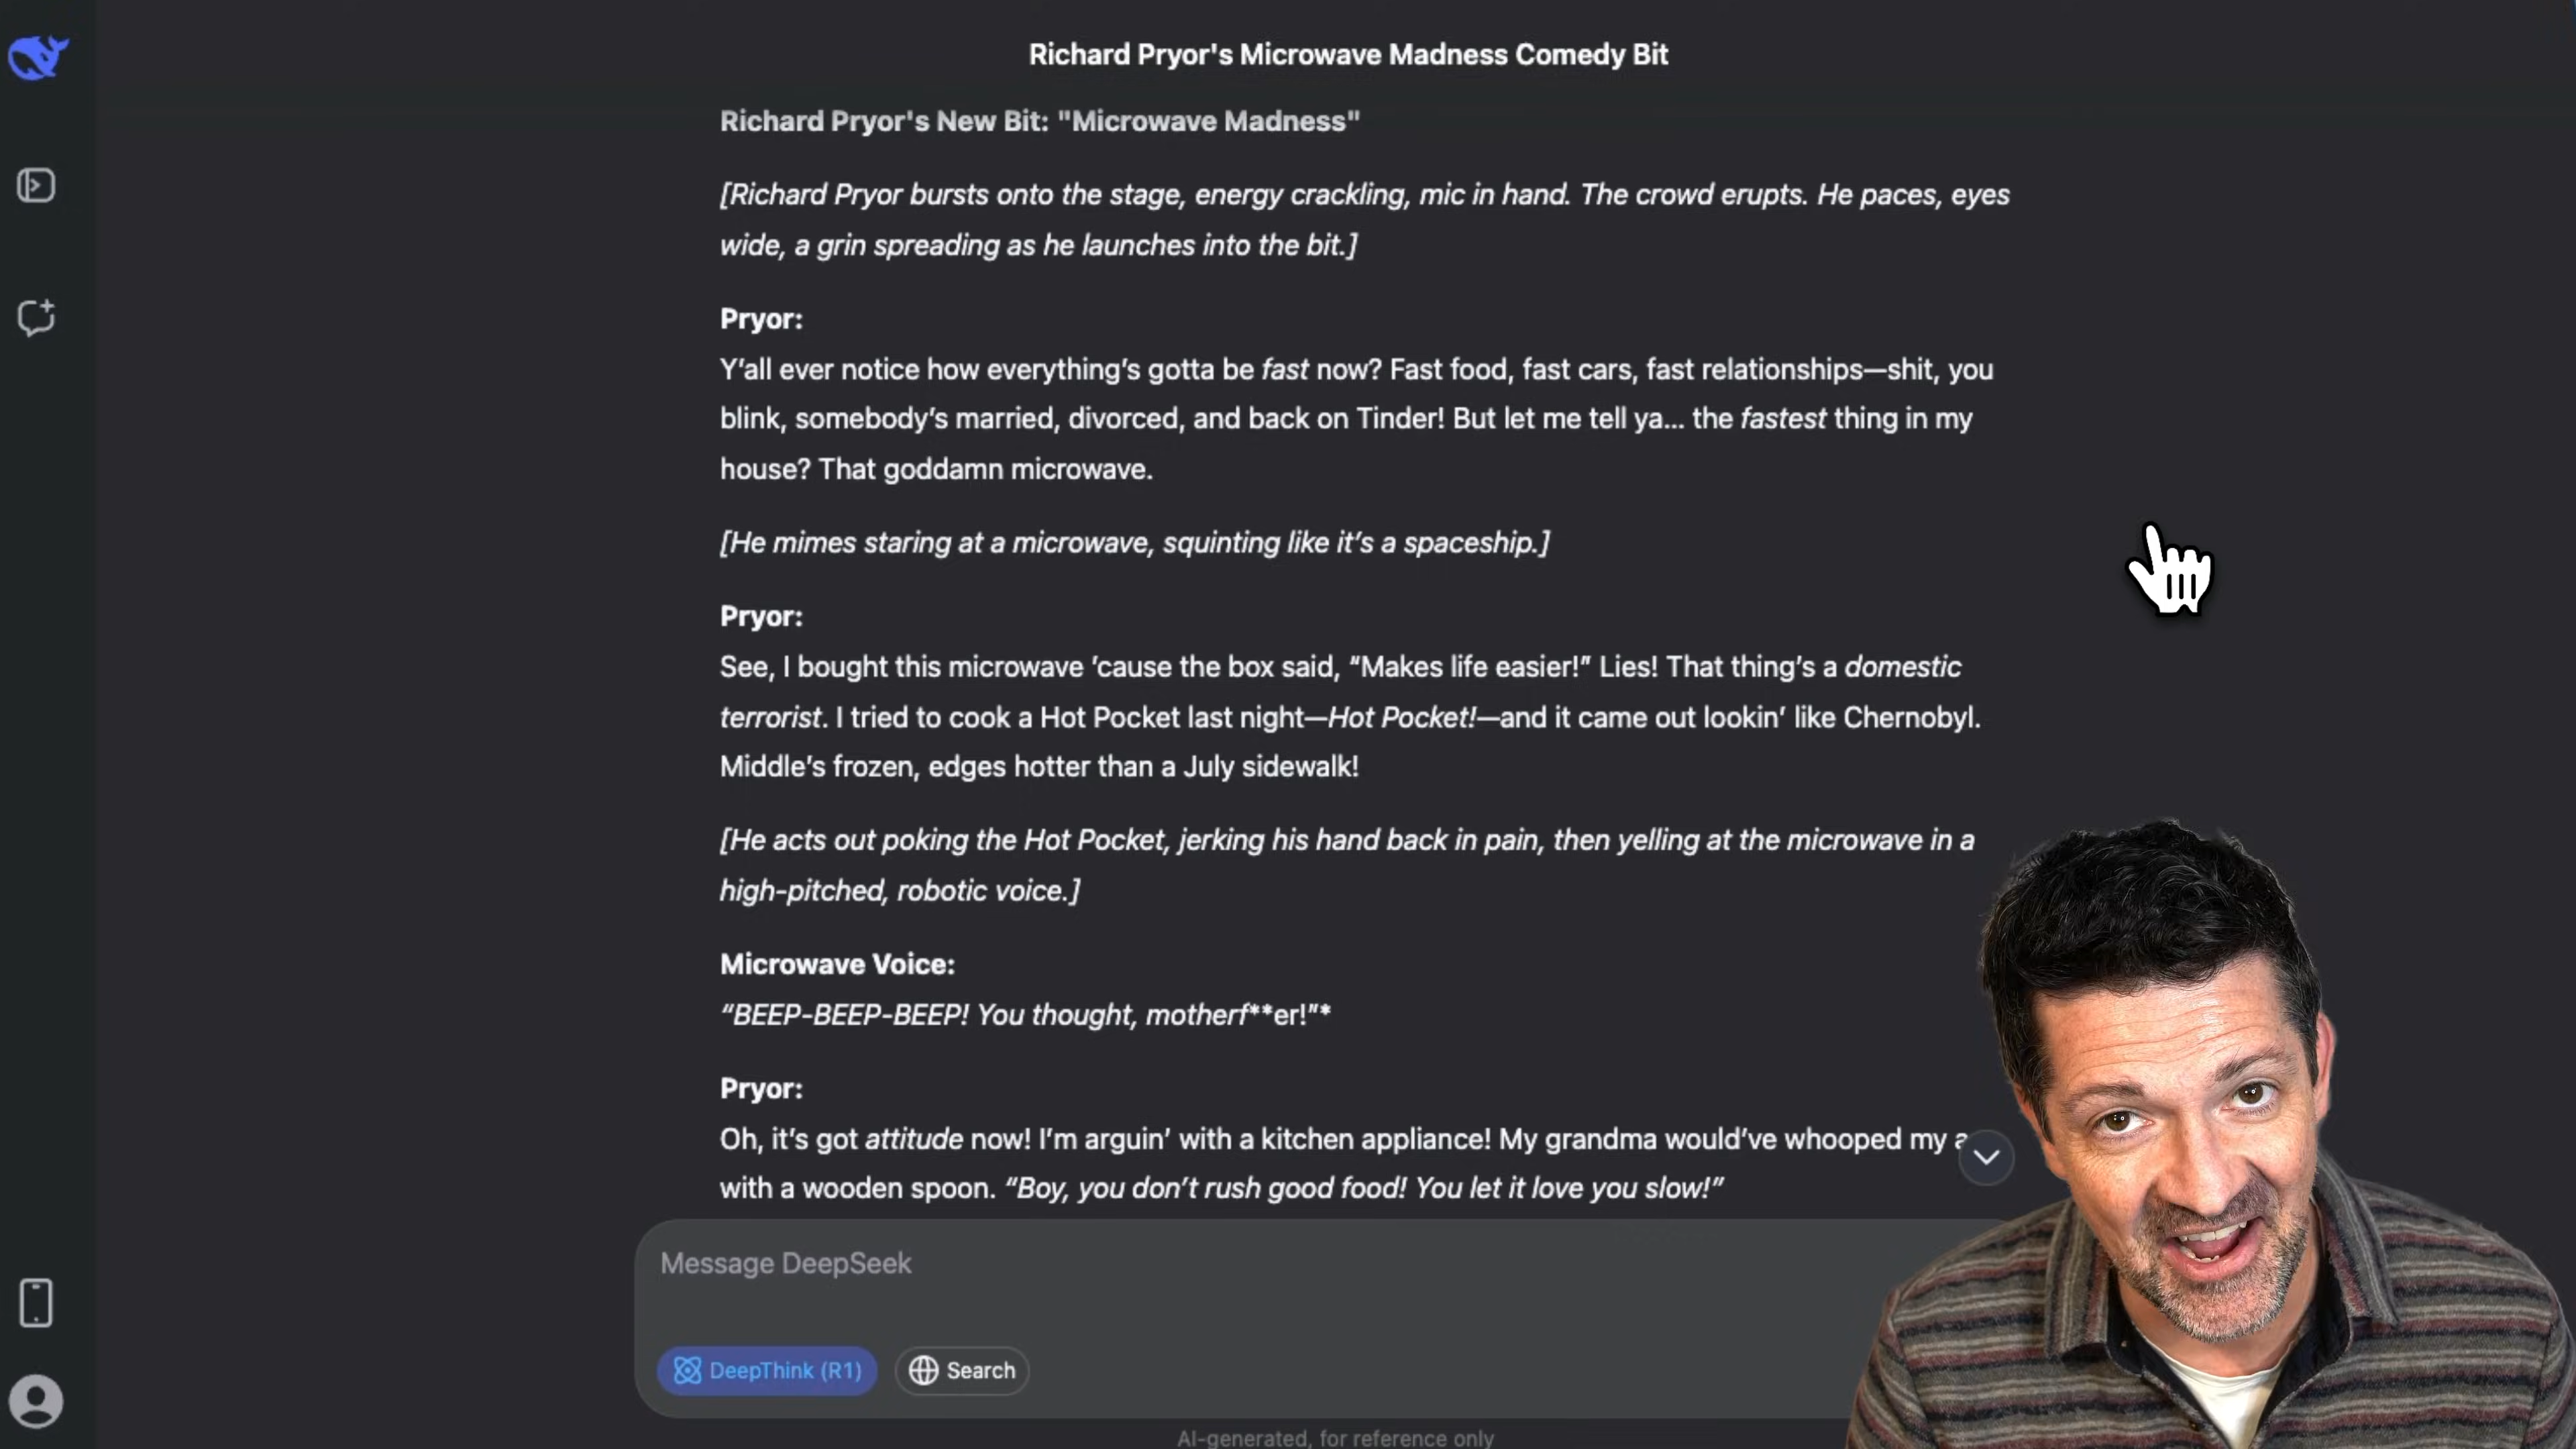 Richard Pryor's Microwave Madness Comedy Bit
Richard Pryor's New Bit: "Microwave Madness"
[Richard Pryor bursts onto the stage, energy crackling, mic in hand. The crowd erupts. He paces, eyes
wide, a grin spreading as he launches into the bit.]
Pryor:
Y’all ever notice how everything’s gotta be fast now? Fast food, fast cars, fast relationships—shit, you
blink, somebody’s married, divorced, and back on Tinder! But let me tell ya… the fastest thing in my
house? That goddamn microwave.
[He mimes staring at a microwave, squinting like it’s a spaceship.]
Pryor:
See, I bought this microwave ’cause the box said, “Makes life easier!” Lies! That thing’s a domestic
terrorist. I tried to cook a Hot Pocket last night—Hot Pocket!—and it came out lookin’ like Chernobyl.
Middle’s frozen, edges hotter than a July sidewalk!
[He acts out poking the Hot Pocket, jerking his hand back in pain, then yelling at the microwave in a
high-pitched, robotic voice.]
Microwave Voice:
“BEEP-BEEP-BEEP! You thought, motherf**er!”*
Pryor:
Oh, it’s got attitude now! I’m arguin’ with a kitchen appliance! My grandma would’ve whooped my
with a wooden spoon. “Boy, you don’t rush good food! You let it love you slow!”
Message DeepSeek
DeepThink (R1)
Search
AI-generated, for reference only